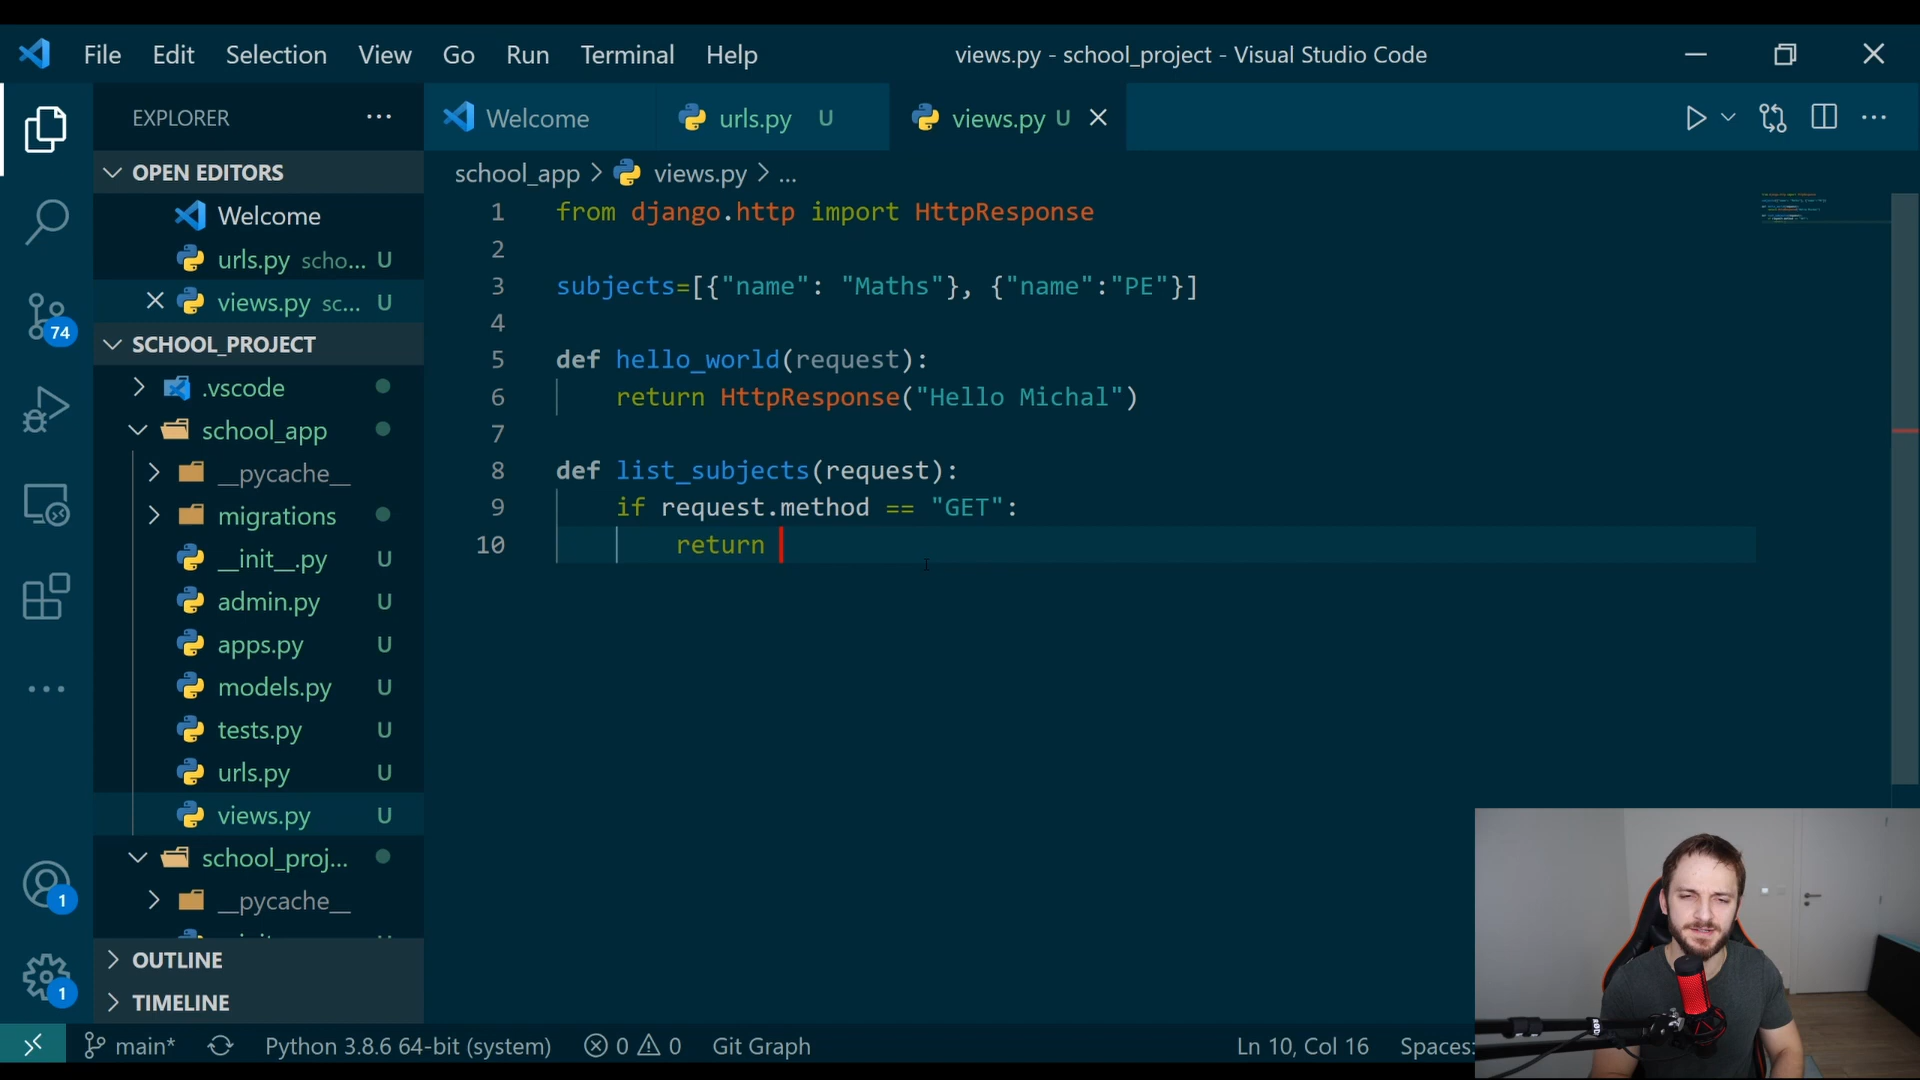 File Edit Selection View Go Run Terminal Help views.py - school_project - Visual Studio Code
EXPLORER
Welcome urls.py U views.py U
OPEN EDITORS
Welcome
urls.py scho... U
views.py sc... U
SCHOOL_PROJECT
.vscode
school_app
__pycache__
migrations
__init__.py U
admin.py U
apps.py U
models.py U
tests.py U
urls.py U
views.py U
school_proj...
__pycache__
OUTLINE
TIMELINE
74
1
1
school_app > views.py > ...
1 from django.http import HttpResponse
2
3 subjects=[{"name": "Maths"}, {"name":"PE"}]
4
5 def hello_world(request):
6 return HttpResponse("Hello Michal")
7
8 def list_subjects(request):
9 if request.method == "GET":
10 return
main* Python 3.8.6 64-bit (system) 0 0 Git Graph Ln 10, Col 16 Spaces: